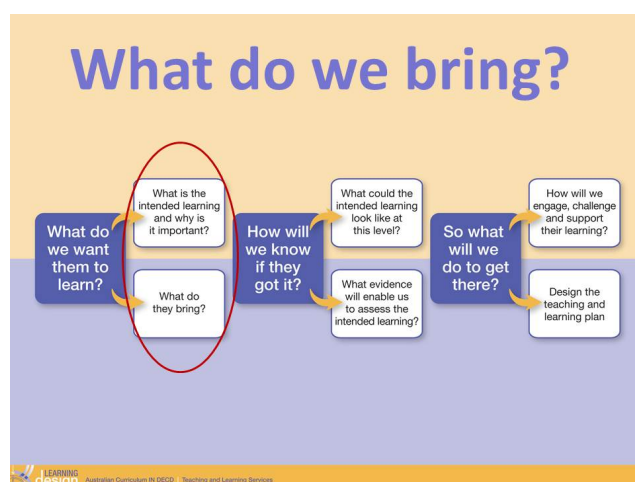 What do we bring?
What do
we want
them to
learn?
What is the
intended learning
and why is
it important?
What do
they bring?
How will
we know
if they
got it?
What could the
intended learning
look like at
this level?
What evidence
will enable us
to assess the
intended learning?
So what
will we
do to get
there?
How will we
engage, challenge
and support
their learning?
Design the
teaching and
learning plan
LEARNING
design Australian Curriculum IN DECD | Teaching and Learning Services